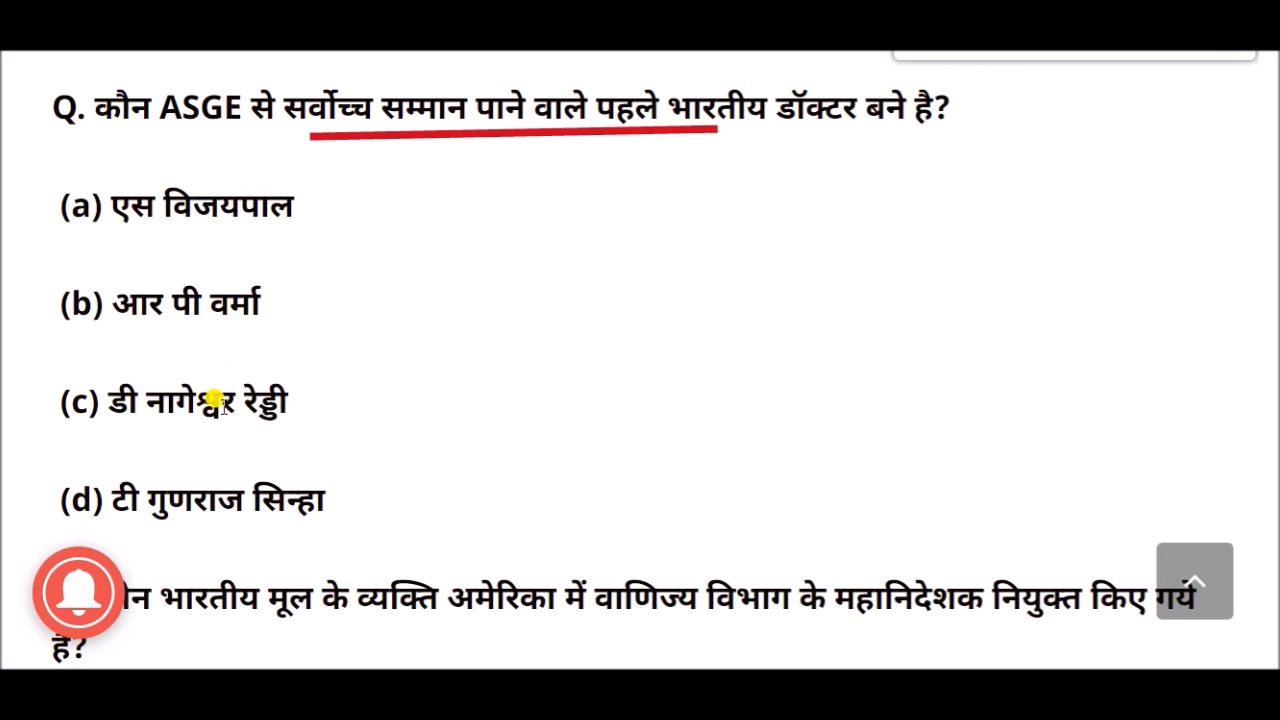 Q. कौन ASGE से सर्वोच्च सम्मान पाने वाले पहले भारतीय डॉक्टर बने है?
(a) एस विजयपाल
(b) आर पी वर्मा
(c) डी नागेश्वर रेड्डी
(d) टी गुणराज सिन्हा
भारतीय मूल के व्यक्ति अमेरिका में वाणिज्य विभाग के महानिदेशक नियुक्त किए गये
है?